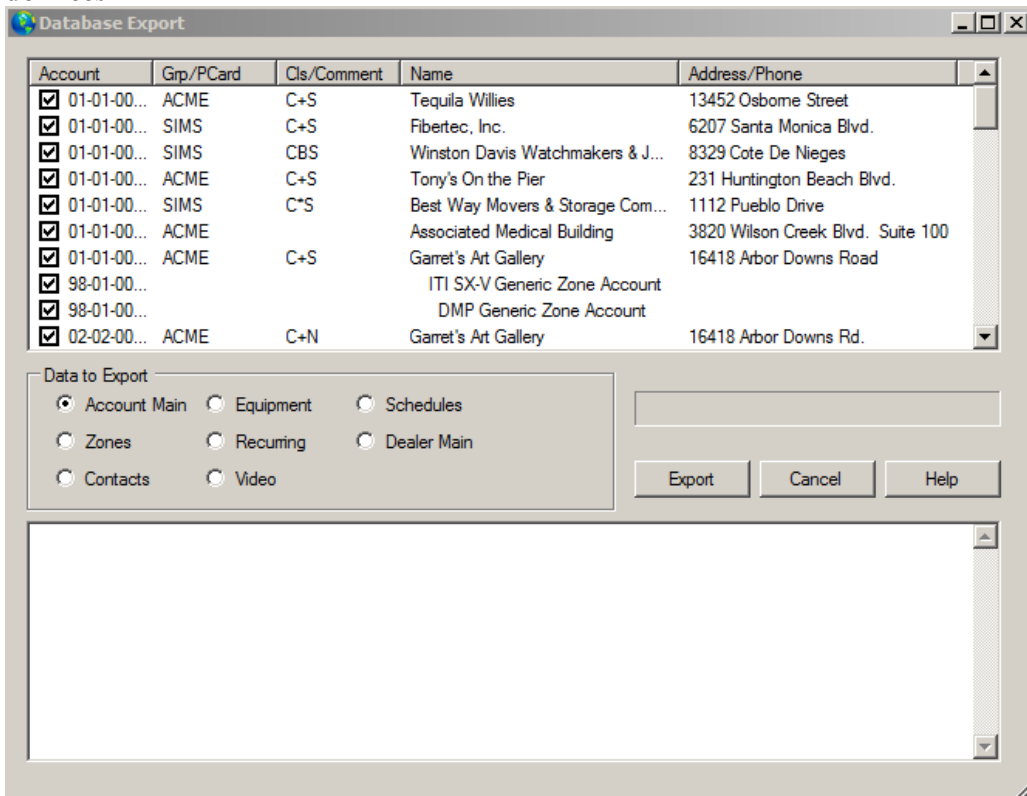 Database Export
Account Grp/PCard Cls/Comment Name Address/Phone
01-01-00... ACME C+S Tequila Willies 13452 Osborne Street
01-01-00... SIMS C+S Fibertec, Inc. 6207 Santa Monica Blvd.
01-01-00... SIMS CBS Winston Davis Watchmakers & J... 8329 Cote De Nieges
01-01-00... ACME C+S Tony's On the Pier 231 Huntington Beach Blvd.
01-01-00... SIMS C*S Best Way Movers & Storage Com... 1112 Pueblo Drive
01-01-00... ACME Associated Medical Building 3820 Wilson Creek Blvd. Suite 100
01-01-00... ACME C+S Garret's Art Gallery 16418 Arbor Downs Road
98-01-00... ITI SX-V Generic Zone Account
98-01-00... DMP Generic Zone Account
02-02-00... ACME C+N Garret's Art Gallery 16418 Arbor Downs Rd.
Data to Export
Account Main Equipment Schedules
Zones Recurring Dealer Main
Contacts Video
Export Cancel Help